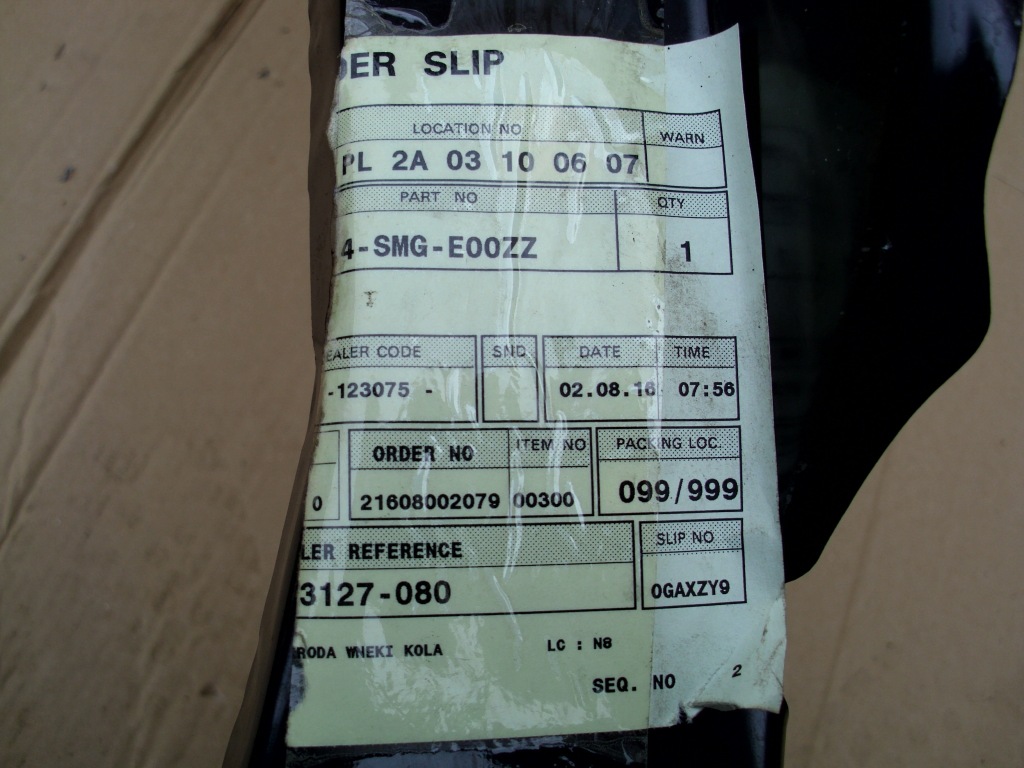 DER SLIP
LOCATION NO WARN
PL 2A 03 10 06 07
PART NO QTY
4-SMG-E00ZZ 1
EALER CODE SND DATE TIME
-123075 - 02.08.16 07:56
ORDER NO ITEM NO PACKING LOC.
0 21608002079 00300 099/999
LER REFERENCE SLIP NO
3127-080 0GAXZY9
RODA WNEKI KOLA LC : N8
SEQ. NO 2